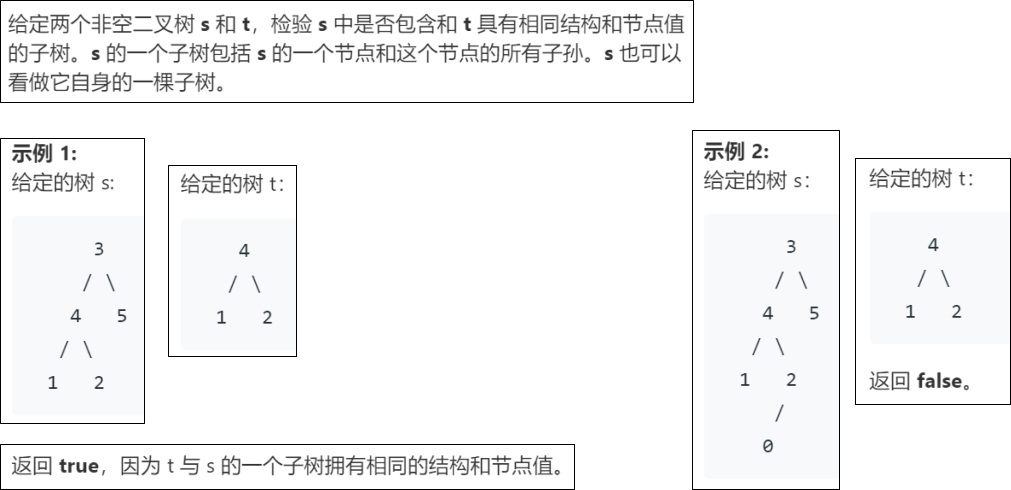 给定两个非空二叉树 s 和 t，检验 s 中是否包含和 t 具有相同结构和节点值
的子树。s 的一个子树包括 s 的一个节点和这个节点的所有子孙。s 也可以
看做它自身的一棵子树。
示例 1:
给定的树 s:
3
/ \
4 5
/ \
1 2
给定的树 t：
4
/ \
1 2
返回 true，因为 t 与 s 的一个子树拥有相同的结构和节点值。
示例 2:
给定的树 s：
3
/ \
4 5
/ \
1 2
/
0
给定的树 t：
4
/ \
1 2
返回 false。